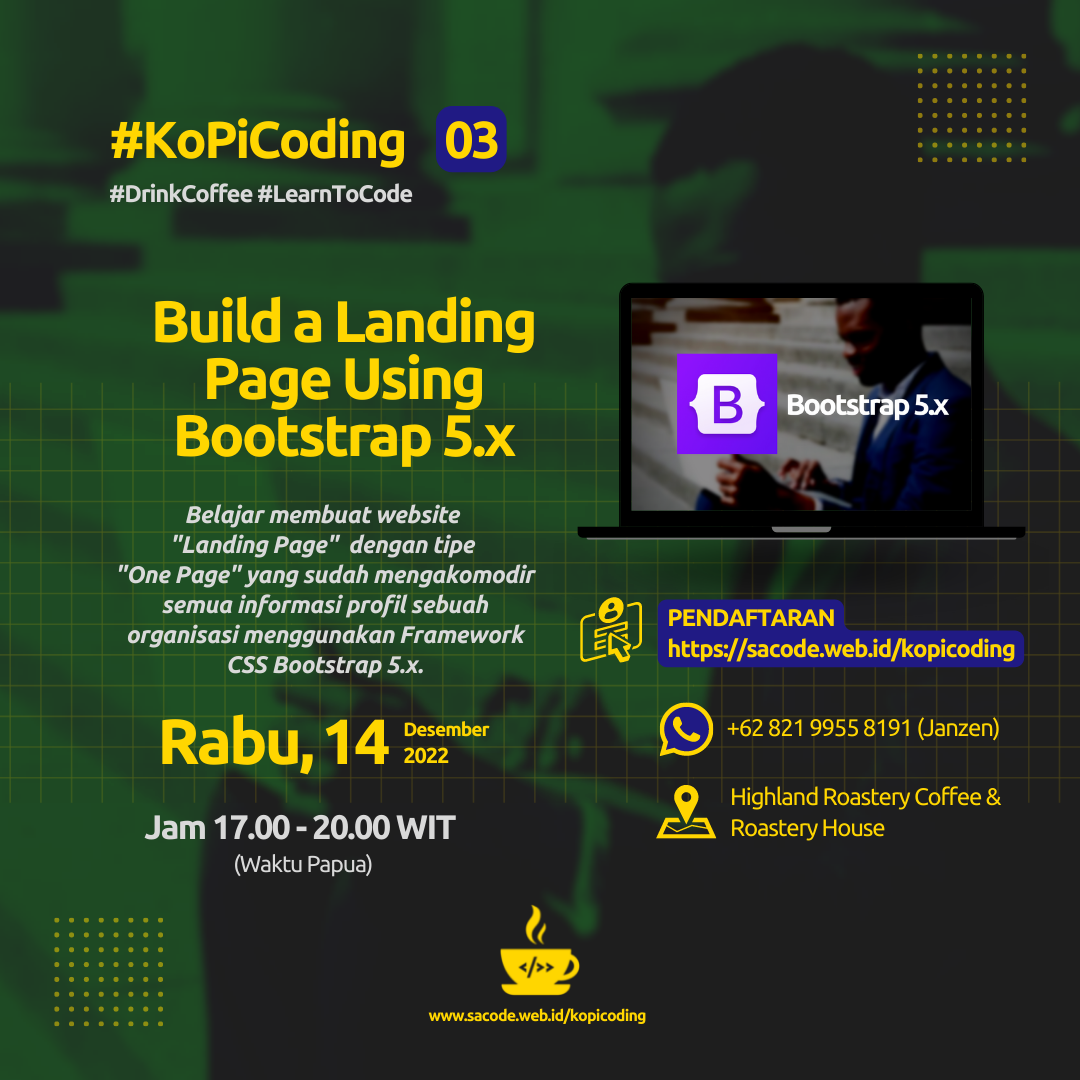 #KoPiCoding 03
#DrinkCoffee #LearnToCode
Build a Landing
Page Using
Bootstrap 5.x
Belajar membuat website
"Landing Page" dengan tipe
"One Page" yang sudah mengakomodir
semua informasi profil sebuah
organisasi menggunakan Framework
CSS Bootstrap 5.x.
Rabu, 14 Desember
2022
Jam 17.00 - 20.00 WIT
(Waktu Papua)
B Bootstrap 5.x
PENDAFTARAN
https://sacode.web.id/kopicoding
+62 821 9955 8191 (Janzen)
Highland Roastery Coffee &
Roastery House
</>>
www.sacode.web.id/kopicoding